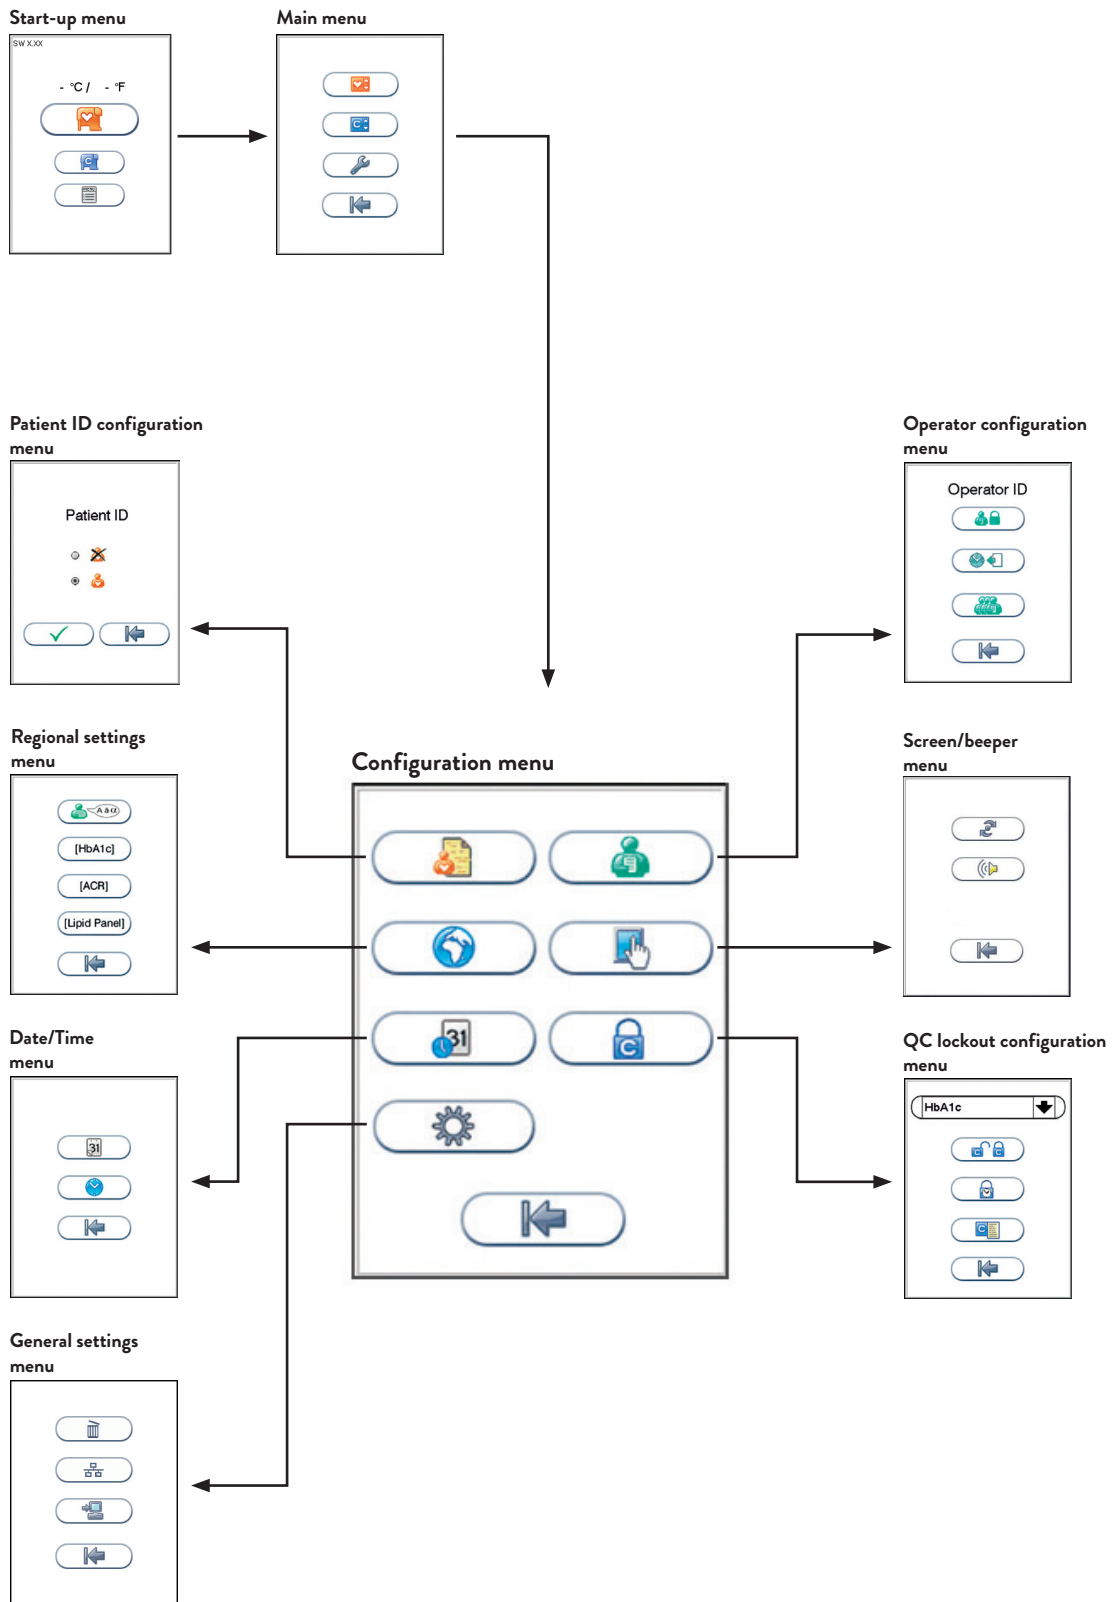 Start-up menu
Main menu
SW X.XX
- °C / - °F
Patient ID configuration
menu
Patient ID
Operator configuration
menu
Operator ID
Regional settings
menu
A ä α
[HbA1c]
[ACR]
[Lipid Panel]
Configuration menu
31
C
Screen/beeper
menu
Date/Time
menu
31
QC lockout configuration
menu
HbA1c
General settings
menu